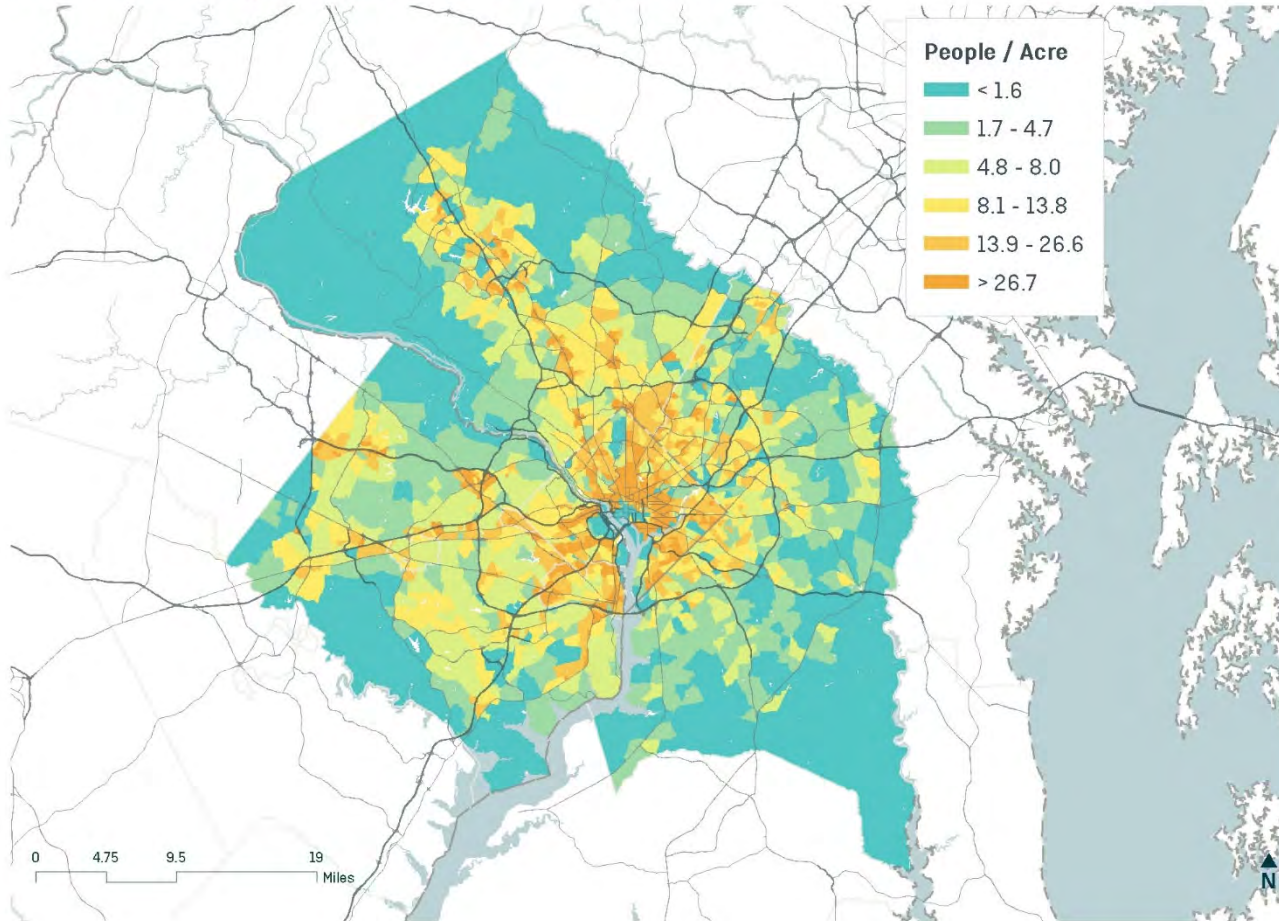 People / Acre
< 1.6
1.7 - 4.7
4.8 - 8.0
8.1 - 13.8
13.9 - 26.6
> 26.7
0 4.75 9.5 19
Miles
N